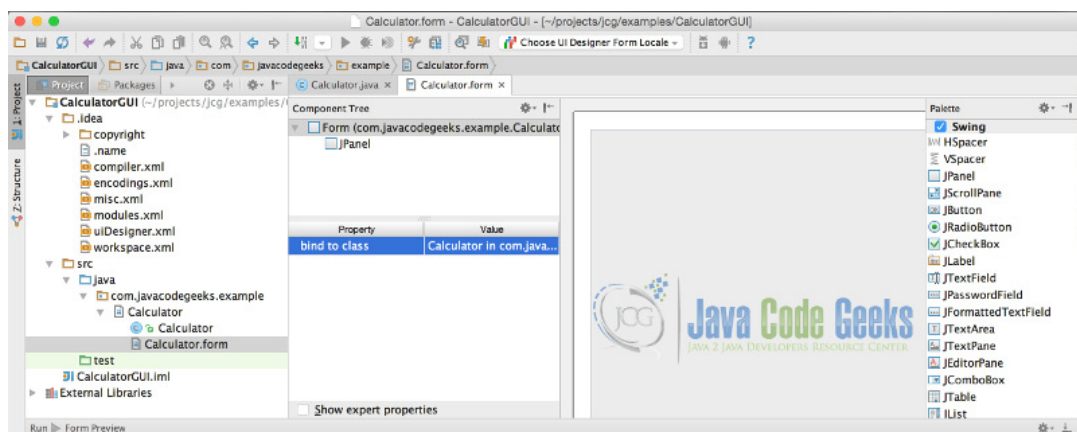 Calculator.form - CalculatorGUI - [~/projects/jcg/examples/CalculatorGUI]
Choose UI Designer Form Locale
CalculatorGUI src java com javacodegeeks example Calculator.form
Project Packages
Calculator.java Calculator.form
1: Project
Z: Structure
CalculatorGUI (~/projects/jcg/examples/
.idea
copyright
.name
compiler.xml
encodings.xml
misc.xml
modules.xml
uiDesigner.xml
workspace.xml
src
java
com.javacodegeeks.example
Calculator
Calculator
Calculator.form
test
CalculatorGUI.iml
External Libraries
Component Tree
Form (com.javacodegeeks.example.Calculato
JPanel
Property Value
bind to class Calculator in com.java...
Show expert properties
JCG
Java Code Geeks
JAVA 2 JAVA DEVELOPERS RESOURCE CENTER
Palette
Swing
HSpacer
VSpacer
JPanel
JScrollPane
JButton
JRadioButton
JCheckBox
JLabel
JTextField
JPasswordField
JFormattedTextField
JTextArea
JTextPane
JEditorPane
JComboBox
JTable
JList
Run Form Preview